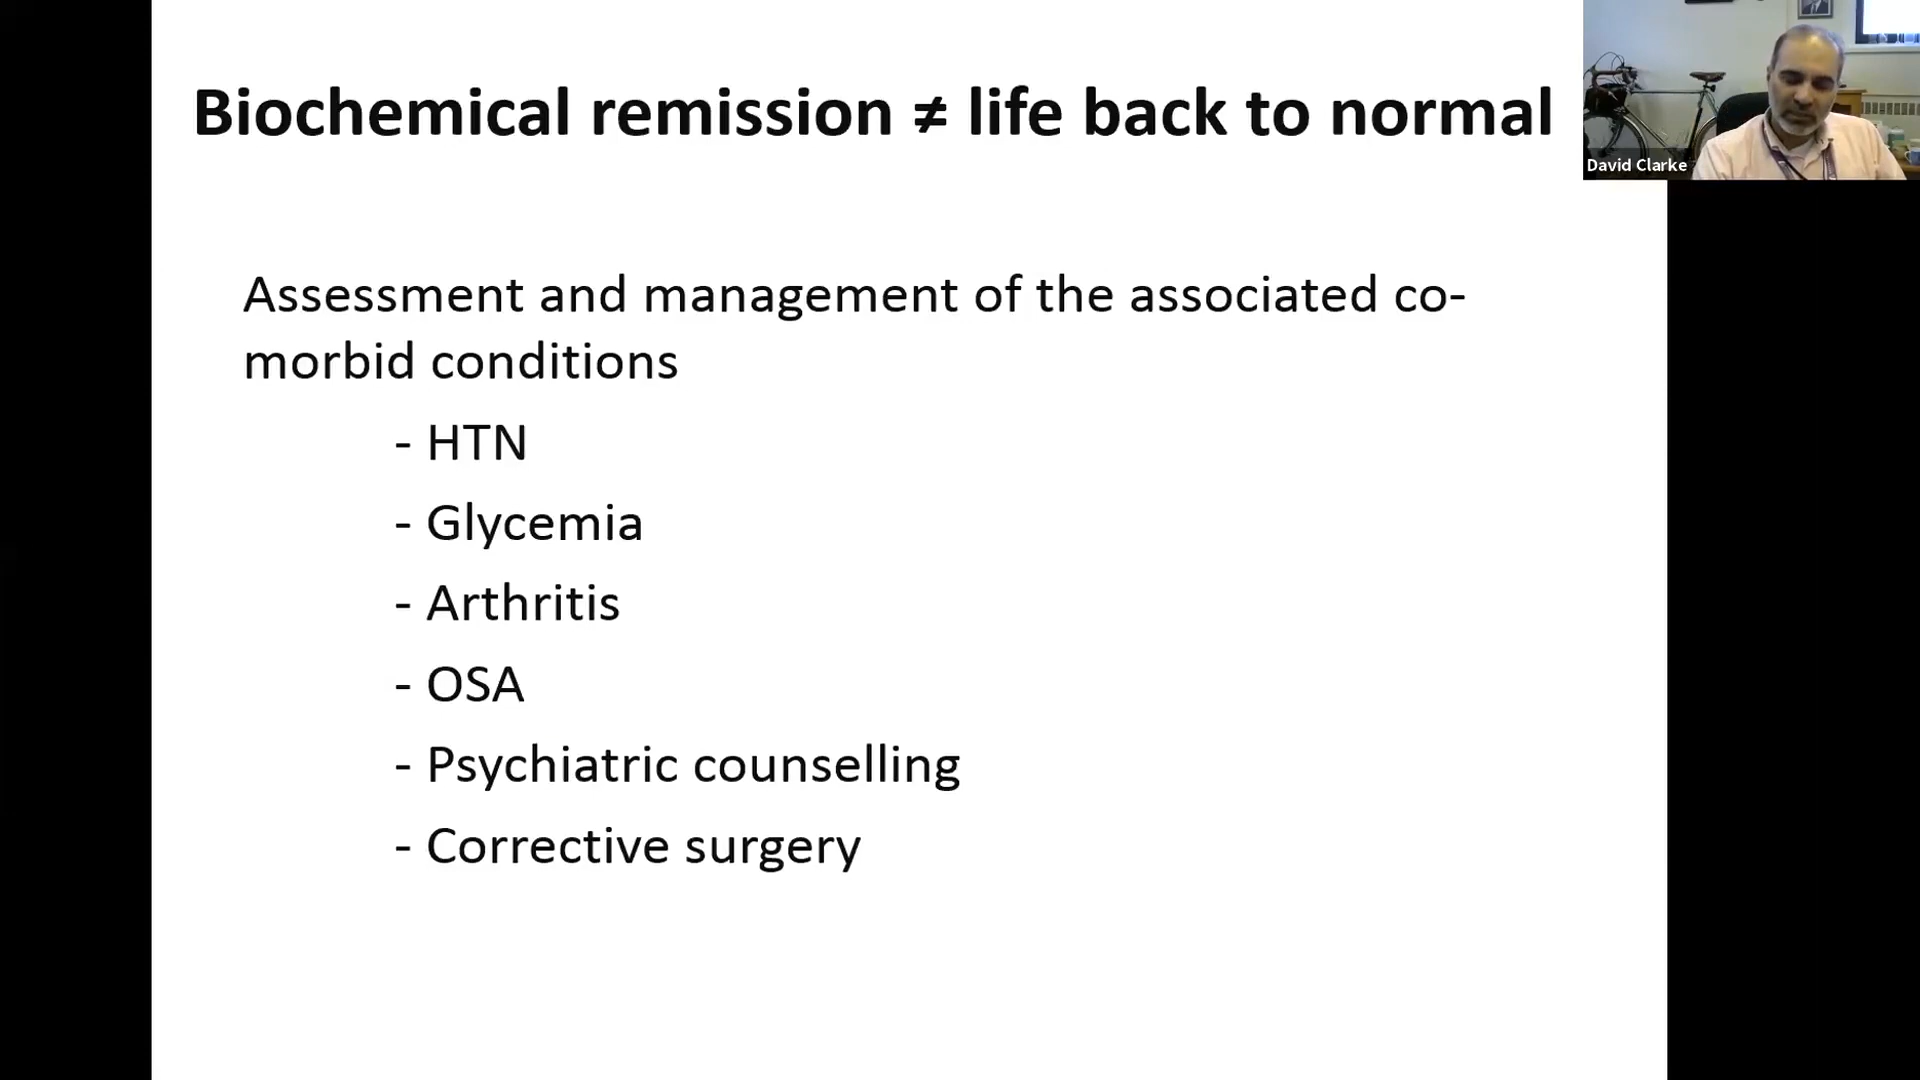 Biochemical remission ≠ life back to normal
David Clarke
Assessment and management of the associated co-
morbid conditions
- HTN
- Glycemia
- Arthritis
- OSA
- Psychiatric counselling
- Corrective surgery